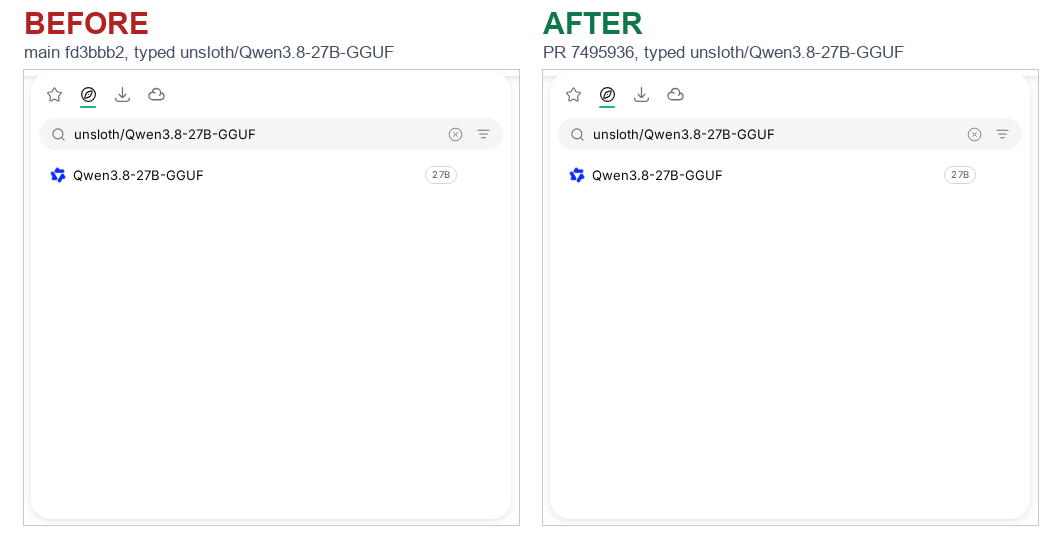 BEFORE
main fd3bbb2, typed unsloth/Qwen3.8-27B-GGUF
unsloth/Qwen3.8-27B-GGUF
Qwen3.8-27B-GGUF 27B
AFTER
PR 7495936, typed unsloth/Qwen3.8-27B-GGUF
unsloth/Qwen3.8-27B-GGUF
Qwen3.8-27B-GGUF 27B